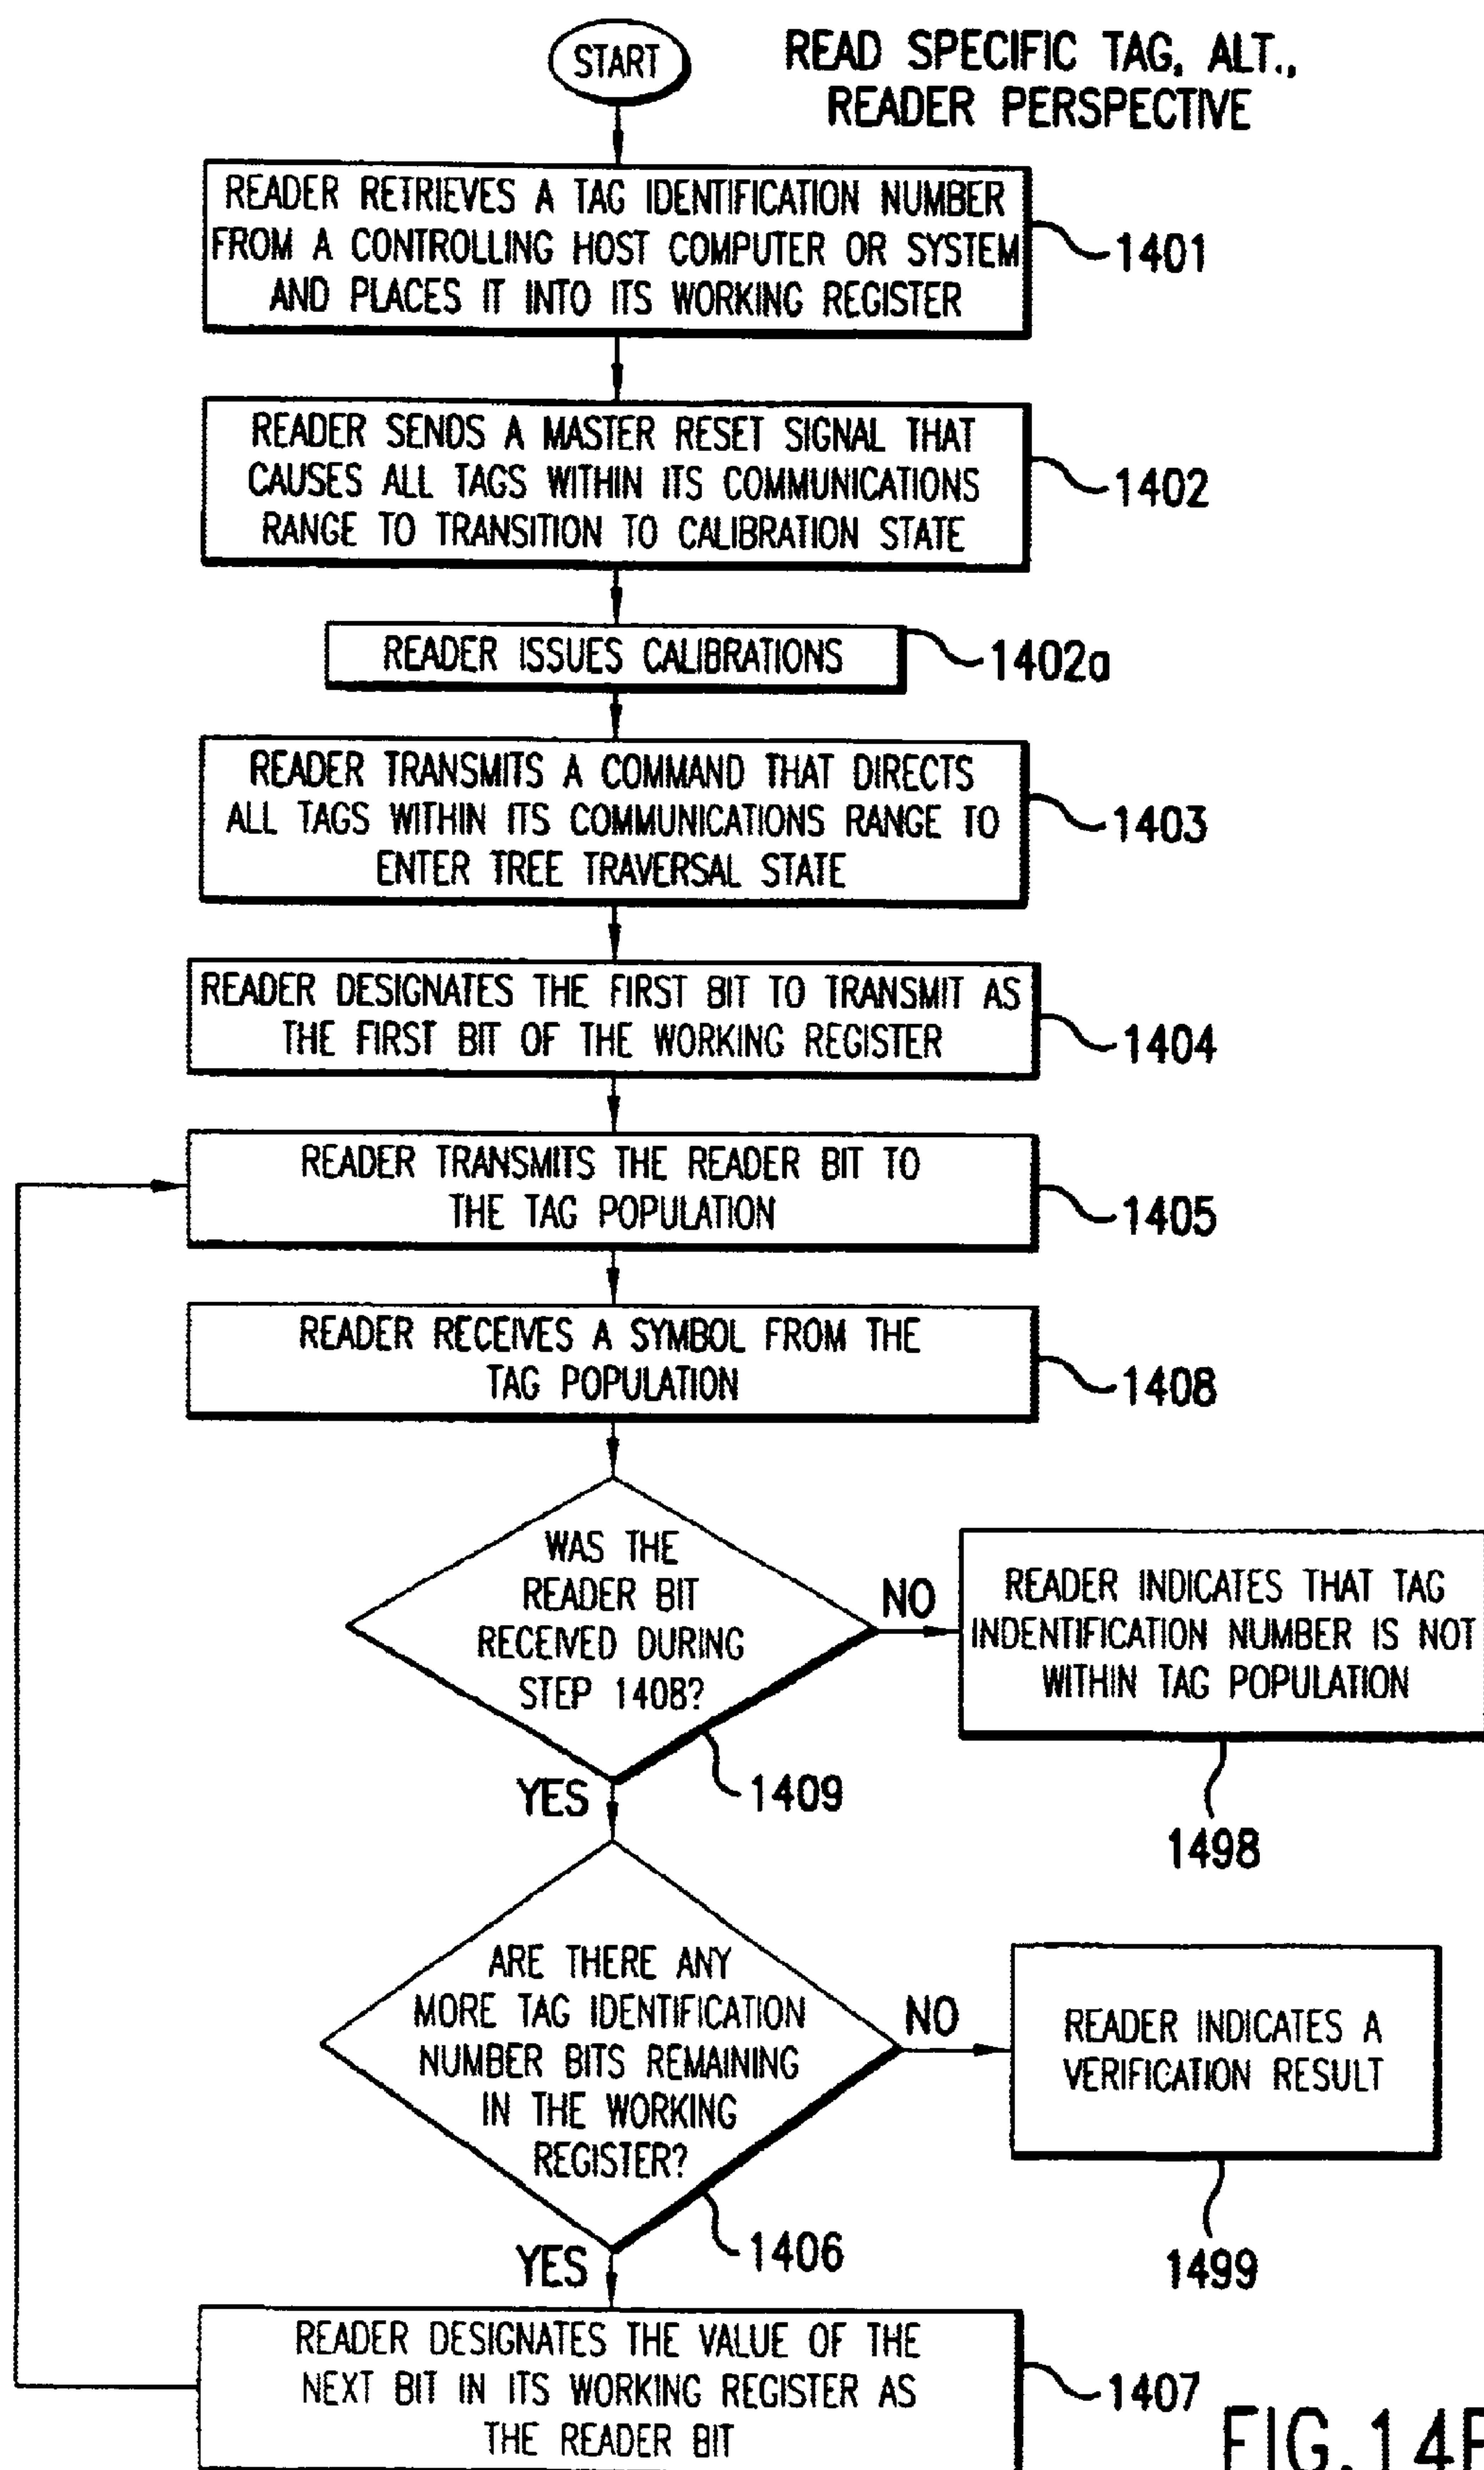 START
READ SPECIFIC TAG, ALT.,
READER PERSPECTIVE
READER RETRIEVES A TAG IDENTIFICATION NUMBER
FROM A CONTROLLING HOST COMPUTER OR SYSTEM
AND PLACES IT INTO ITS WORKING REGISTER
1401
READER SENDS A MASTER RESET SIGNAL THAT
CAUSES ALL TAGS WITHIN ITS COMMUNICATIONS
RANGE TO TRANSITION TO CALIBRATION STATE
1402
READER ISSUES CALIBRATIONS
1402a
READER TRANSMITS A COMMAND THAT DIRECTS
ALL TAGS WITHIN ITS COMMUNICATIONS RANGE TO
ENTER TREE TRAVERSAL STATE
1403
READER DESIGNATES THE FIRST BIT TO TRANSMIT AS
THE FIRST BIT OF THE WORKING REGISTER
1404
READER TRANSMITS THE READER BIT TO
THE TAG POPULATION
1405
READER RECEIVES A SYMBOL FROM THE
TAG POPULATION
1408
WAS THE
READER BIT
RECEIVED DURING
STEP 1408?
1409
NO
READER INDICATES THAT TAG
INDENTIFICATION NUMBER IS NOT
WITHIN TAG POPULATION
1498
YES
ARE THERE ANY
MORE TAG IDENTIFICATION
NUMBER BITS REMAINING
IN THE WORKING
REGISTER?
1406
NO
READER INDICATES A
VERIFICATION RESULT
1499
YES
READER DESIGNATES THE VALUE OF THE
NEXT BIT IN ITS WORKING REGISTER AS
THE READER BIT
1407